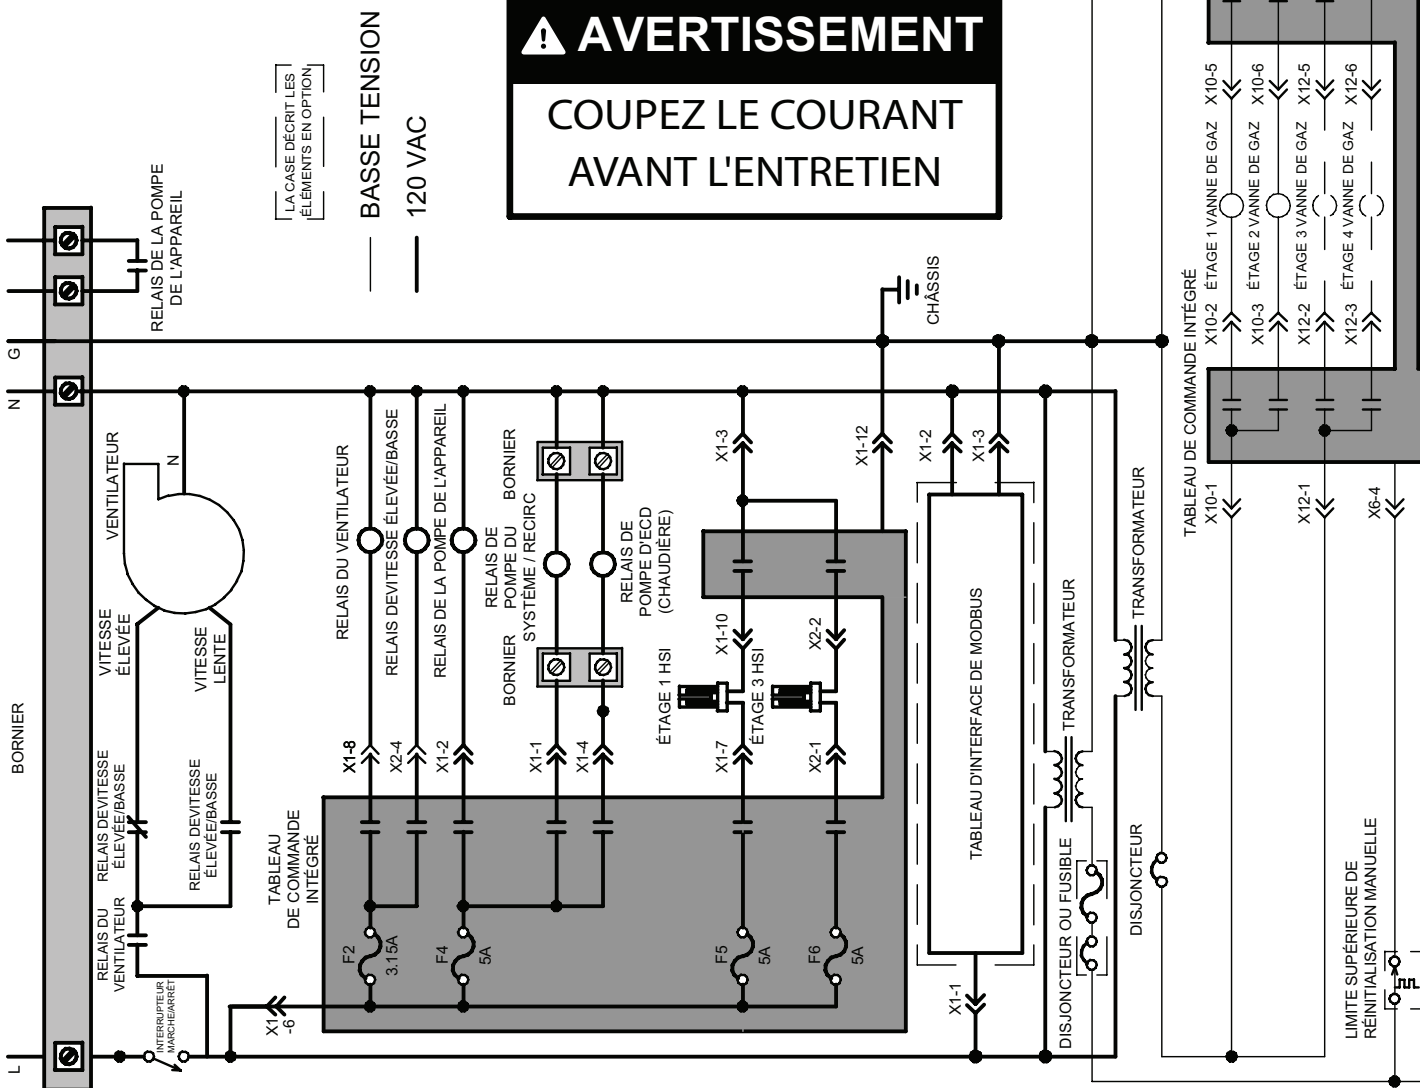 AVERTISSEMENT
COUPEZ LE COURANT
AVANT L'ENTRETIEN
LA CASE DÉCRIT LES
ÉLÉMENTS EN OPTION
BASSE TENSION
120 VAC
RELAIS DE LA POMPE
DE L'APPAREIL
G
N
L
BORNIER
VENTILATEUR
N
VITESSE
ÉLEVÉE
VITESSE
LENTE
RELAIS DEVITESSE
ÉLEVÉE/BASSE
RELAIS DEVITESSE
ÉLEVÉE/BASSE
RELAIS DU
VENTILATEUR
INTERRUPTEUR
MARCHE/ARRÊT
X1
-6
TABLEAU
DE COMMANDE
INTÉGRÉ
F2
3.15A
F4
5A
F5
5A
F6
5A
X1-8
X2-4
X1-2
X1-1
X1-4
X1-7
X2-1
RELAIS DU VENTILATEUR
RELAIS DEVITESSE ÉLEVÉE/BASSE
RELAIS DE LA POMPE DE L'APPAREIL
BORNIER
BORNIER
RELAIS DE
POMPE DU
SYSTÈME / RECIRC
RELAIS DE
POMPE D'ECD
(CHAUDIÈRE)
ÉTAGE 1 HSI
ÉTAGE 3 HSI
X1-10
X2-2
X1-3
X1-12
X1-2
X1-3
CHÂSSIS
TABLEAU D'INTERFACE DE MODBUS
X1-1
TRANSFORMATEUR
TRANSFORMATEUR
DISJONCTEUR OU FUSIBLE
DISJONCTEUR
TABLEAU DE COMMANDE INTÉGRÉ
X10-5
X10-6
X12-5
X12-6
ÉTAGE 1 VANNE DE GAZ
ÉTAGE 2 VANNE DE GAZ
ÉTAGE 3 VANNE DE GAZ
ÉTAGE 4 VANNE DE GAZ
X10-2
X10-3
X12-2
X12-3
X10-1
X12-1
X6-4
LIMITE SUPÉRIEURE DE
RÉINITIALISATION MANUELLE